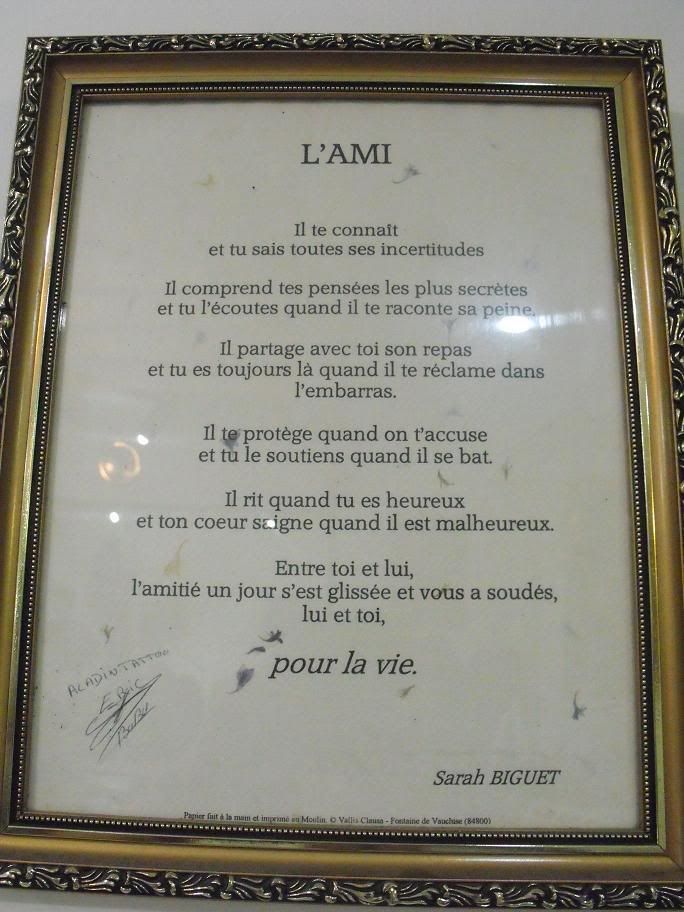 L'AMI
Il te connaît
et tu sais toutes ses incertitudes
Il comprend tes pensées les plus secrètes
et tu l'écoutes quand il te raconte sa peine.
Il partage avec toi son repas
et tu es toujours là quand il te réclame dans
l'embarras.
Il te protège quand on t'accuse
et tu le soutiens quand il se bat.
Il rit quand tu es heureux
et ton coeur saigne quand il est malheureux.
Entre toi et lui,
l'amitié un jour s'est glissée et vous a soudés,
lui et toi,
pour la vie.
ALADIN TATTOO
Sarah BIGUET
Papier fait à la main et imprimé au Moulin. © Vallis Clausa - Fontaine de Vaucluse (84800)